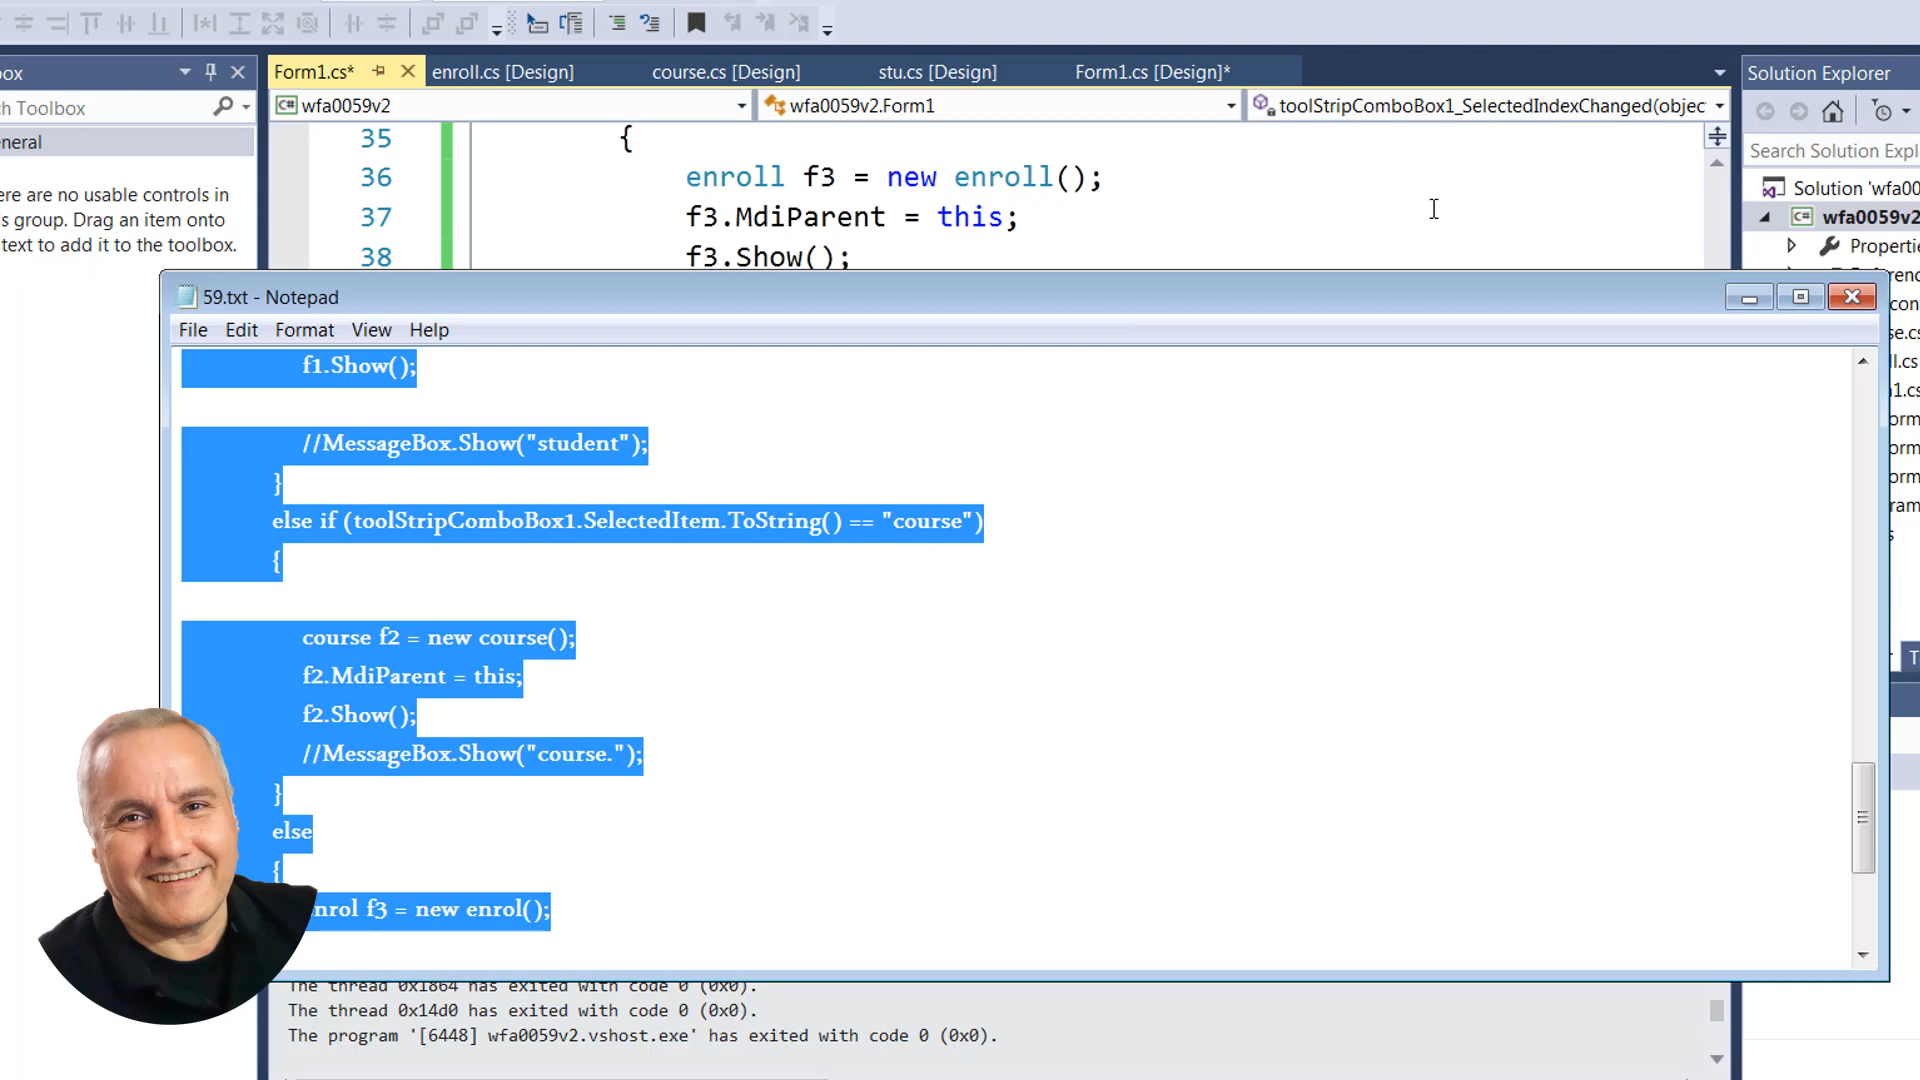 ox
Form1.cs*
enroll.cs [Design]
course.cs [Design]
stu.cs [Design]
Form1.cs [Design]*
Solution Explorer
ch Toolbox
wfa0059v2
wfa0059v2.Form1
toolStripComboBox1_SelectedIndexChanged(objec
eneral
Search Solution Expl
ere are no usable controls in
s group. Drag an item onto
text to add it to the toolbox.
Solution 'wfa00
wfa0059v2
Propertie
35 {
36 enroll f3 = new enroll();
37 f3.MdiParent = this;
38 f3.Show();
59.txt - Notepad
File Edit Format View Help
f1.Show();
//MessageBox.Show("student");
}
else if (toolStripComboBox1.SelectedItem.ToString() == "course")
{
course f2 = new course();
f2.MdiParent = this;
f2.Show();
//MessageBox.Show("course.");
}
else
{
nrol f3 = new enrol();
The thread 0x1864 has exited with code 0 (0x0).
The thread 0x14d0 has exited with code 0 (0x0).
The program '[6448] wfa0059v2.vshost.exe' has exited with code 0 (0x0).